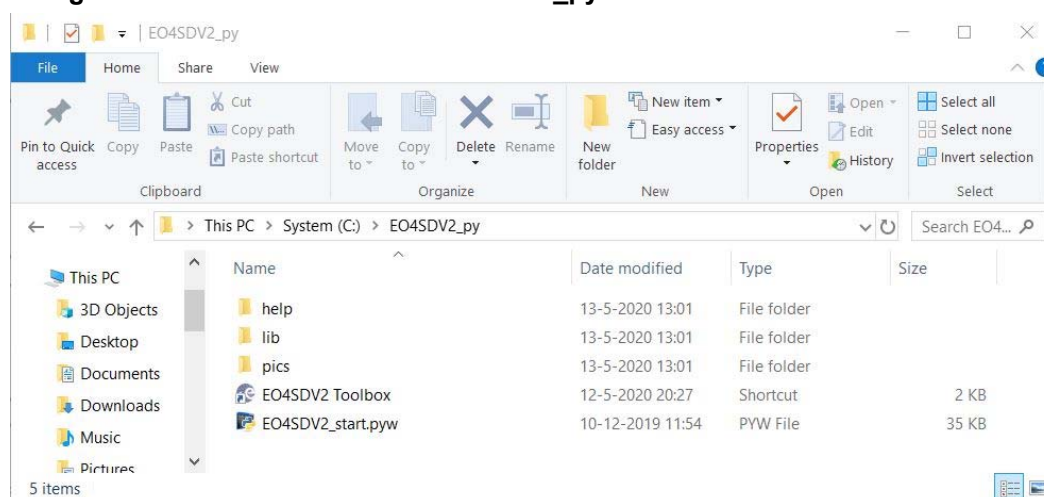 _py
EO4SDV2_py
File Home Share View
Pin to Quick access
Copy
Paste
Cut
Copy path
Paste shortcut
Move to
Copy to
Delete
Rename
New folder
New item
Easy access
Properties
Open
Edit
History
Select all
Select none
Invert selection
Clipboard Organize New Open Select
This PC > System (C:) > EO4SDV2_py
Search EO4...
This PC
3D Objects
Desktop
Documents
Downloads
Music
Pictures
Name Date modified Type Size
help 13-5-2020 13:01 File folder
lib 13-5-2020 13:01 File folder
pics 13-5-2020 13:01 File folder
EO4SDV2 Toolbox 12-5-2020 20:27 Shortcut 2 KB
EO4SDV2_start.pyw 10-12-2019 11:54 PYW File 35 KB
5 items